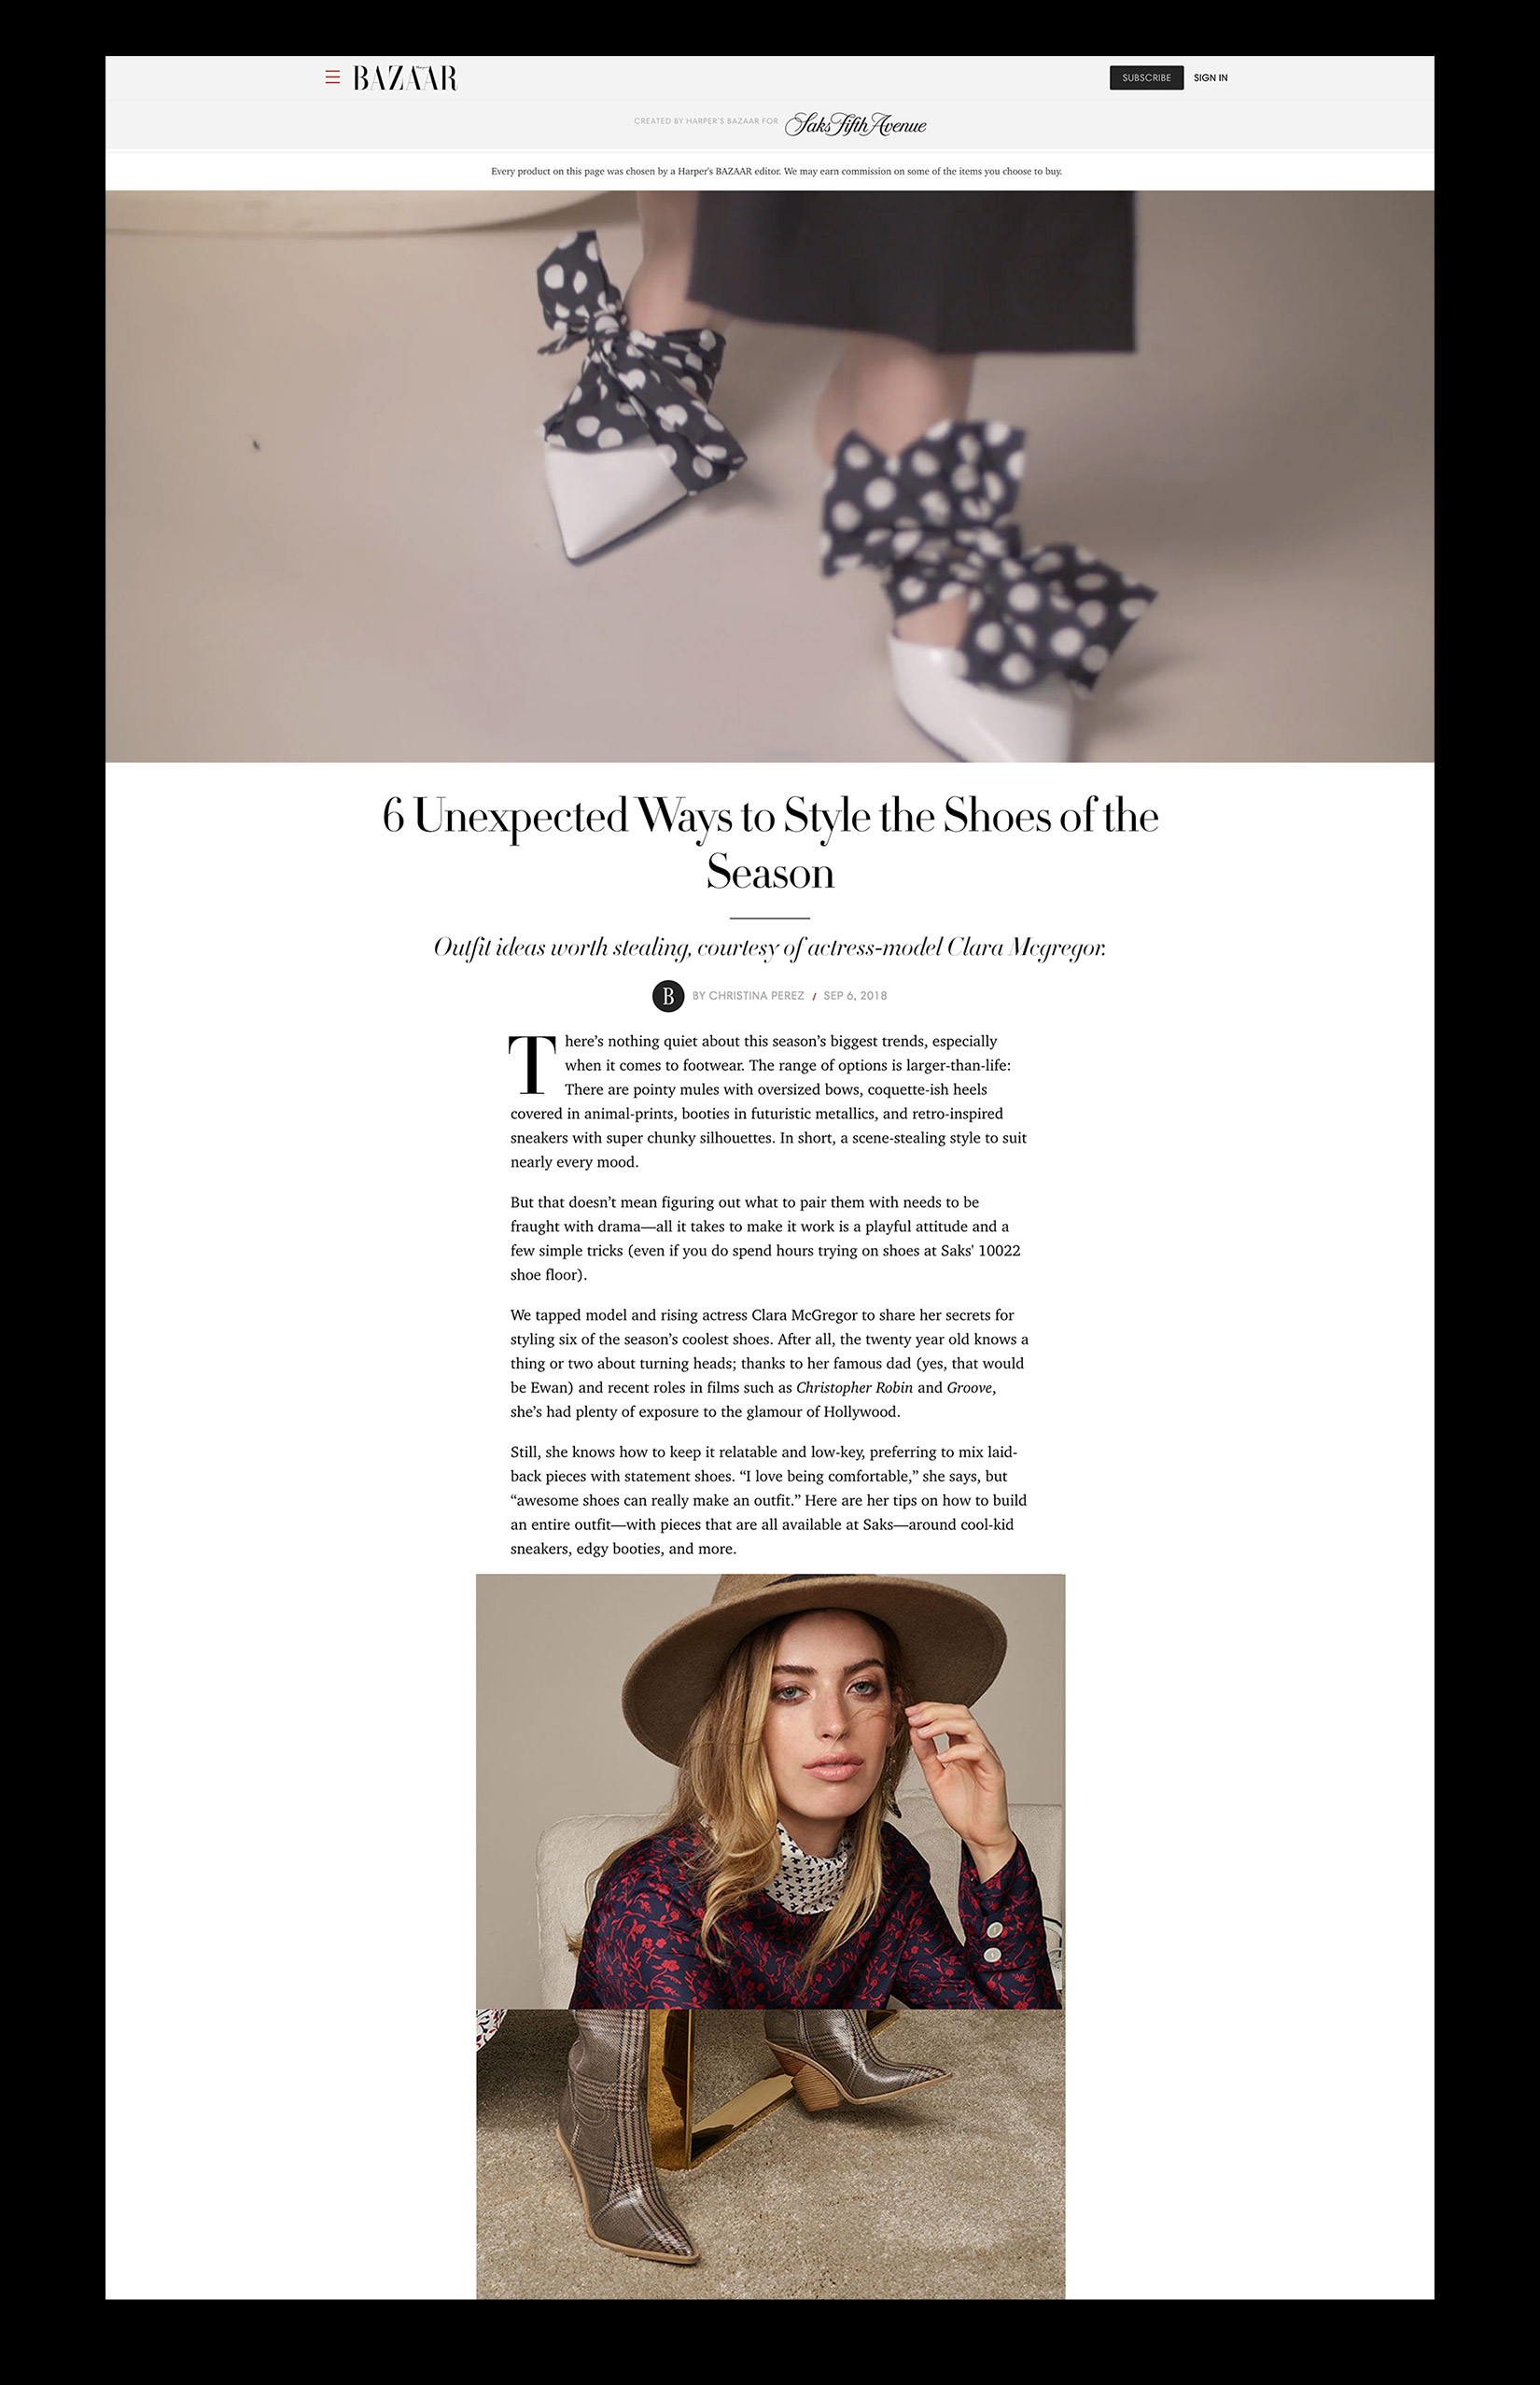 Harper's
BAZAAR
SUBSCRIBE
SIGN IN
CREATED BY HARPER'S BAZAAR FOR
Saks Fifth Avenue
Every product on this page was chosen by a Harper's BAZAAR editor. We may earn commission on some of the items you choose to buy.
6 Unexpected Ways to Style the Shoes of the
Season
Outfit ideas worth stealing, courtesy of actress-model Clara Mcgregor.
B
BY CHRISTINA PEREZ / SEP 6, 2018
There’s nothing quiet about this season’s biggest trends, especially
when it comes to footwear. The range of options is larger-than-life:
There are pointy mules with oversized bows, coquette-ish heels
covered in animal-prints, booties in futuristic metallics, and retro-inspired
sneakers with super chunky silhouettes. In short, a scene-stealing style to suit
nearly every mood.
But that doesn’t mean figuring out what to pair them with needs to be
fraught with drama—all it takes to make it work is a playful attitude and a
few simple tricks (even if you do spend hours trying on shoes at Saks' 10022
shoe floor).
We tapped model and rising actress Clara McGregor to share her secrets for
styling six of the season’s coolest shoes. After all, the twenty year old knows a
thing or two about turning heads; thanks to her famous dad (yes, that would
be Ewan) and recent roles in films such as Christopher Robin and Groove,
she’s had plenty of exposure to the glamour of Hollywood.
Still, she knows how to keep it relatable and low-key, preferring to mix laid-
back pieces with statement shoes. “I love being comfortable,” she says, but
“awesome shoes can really make an outfit.” Here are her tips on how to build
an entire outfit—with pieces that are all available at Saks—around cool-kid
sneakers, edgy booties, and more.